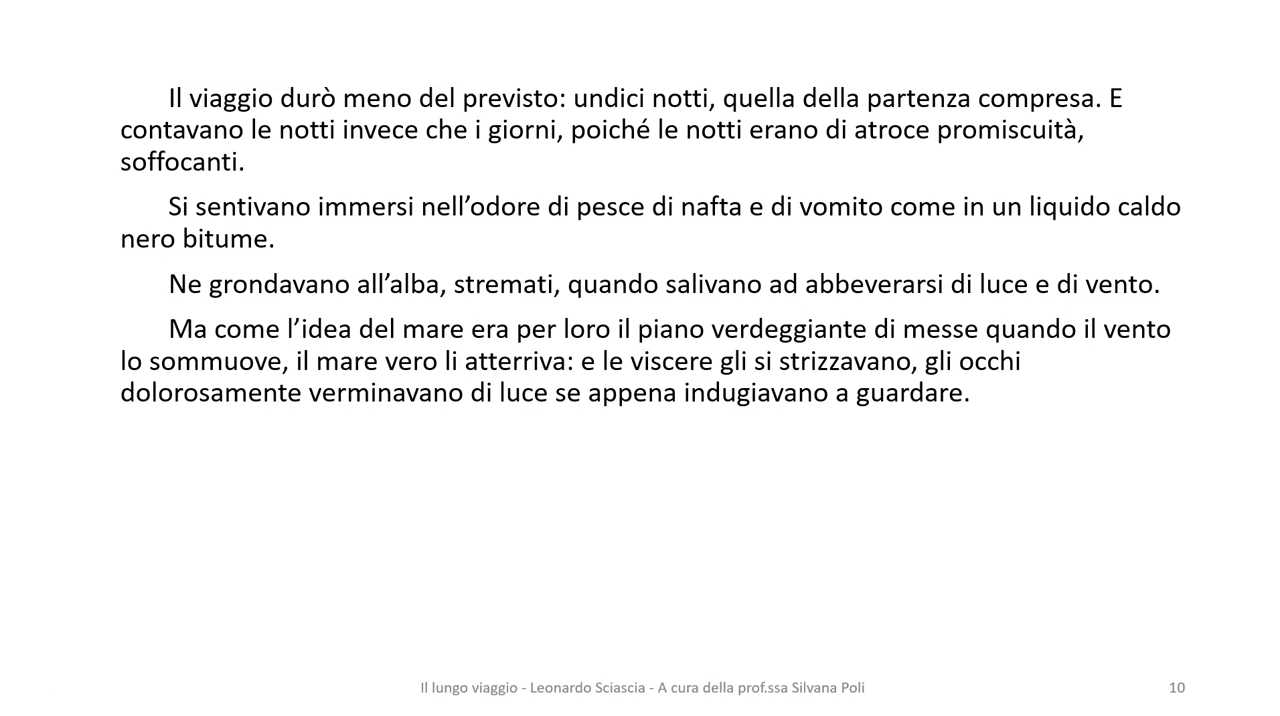 Il viaggio durò meno del previsto: undici notti, quella della partenza compresa. E
contavano le notti invece che i giorni, poiché le notti erano di atroce promiscuità,
soffocanti.
Si sentivano immersi nell’odore di pesce di nafta e di vomito come in un liquido caldo
nero bitume.
Ne grondavano all’alba, stremati, quando salivano ad abbeverarsi di luce e di vento.
Ma come l’idea del mare era per loro il piano verdeggiante di messe quando il vento
lo sommuove, il mare vero li atterriva: e le viscere gli si strizzavano, gli occhi
dolorosamente verminavano di luce se appena indugiavano a guardare.
Il lungo viaggio - Leonardo Sciascia - A cura della prof.ssa Silvana Poli
10